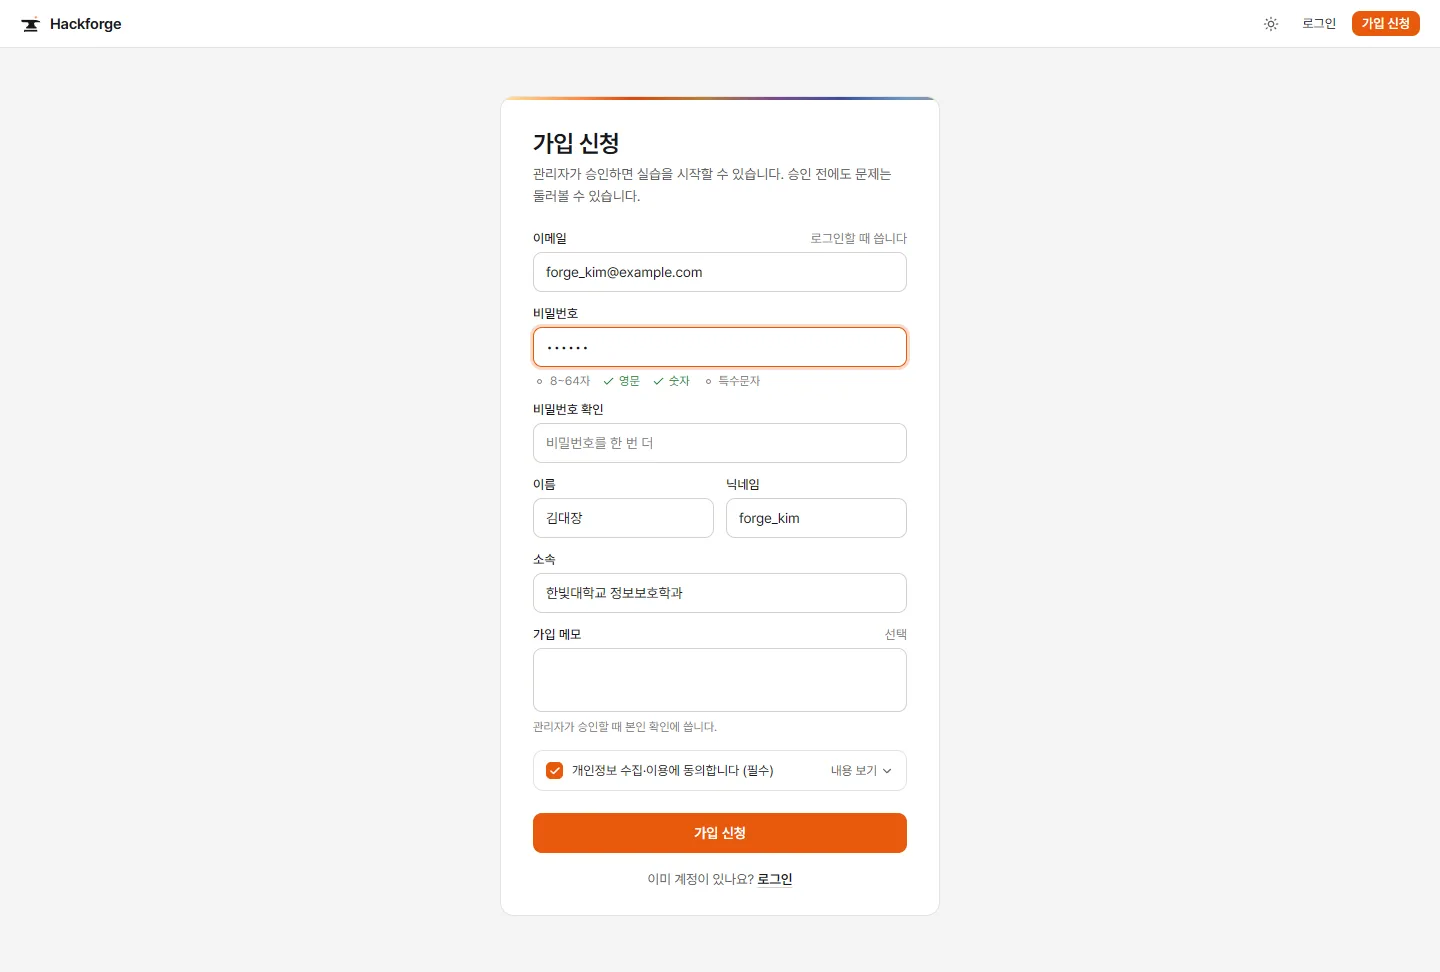 Hackforge
로그인
가입 신청
가입 신청
관리자가 승인하면 실습을 시작할 수 있습니다. 승인 전에도 문제는
둘러볼 수 있습니다.
이메일 로그인할 때 씁니다
forge_kim@example.com
비밀번호
••••••
8~64자 영문 숫자 특수문자
비밀번호 확인
비밀번호를 한 번 더
이름 닉네임
김대장 forge_kim
소속
한빛대학교 정보보호학과
가입 메모 선택
관리자가 승인할 때 본인 확인에 씁니다.
개인정보 수집·이용에 동의합니다 (필수) 내용 보기
가입 신청
이미 계정이 있나요? 로그인